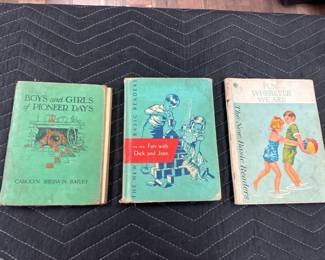 BOYS and GIRLS
of PIONEER DAYS
CAROLYN SHERWIN BAILEY
THE NEW BASIC READERS
Fun with
Dick and Jane
FUN
WHEREVER
WE ARE
The New Basic Readers